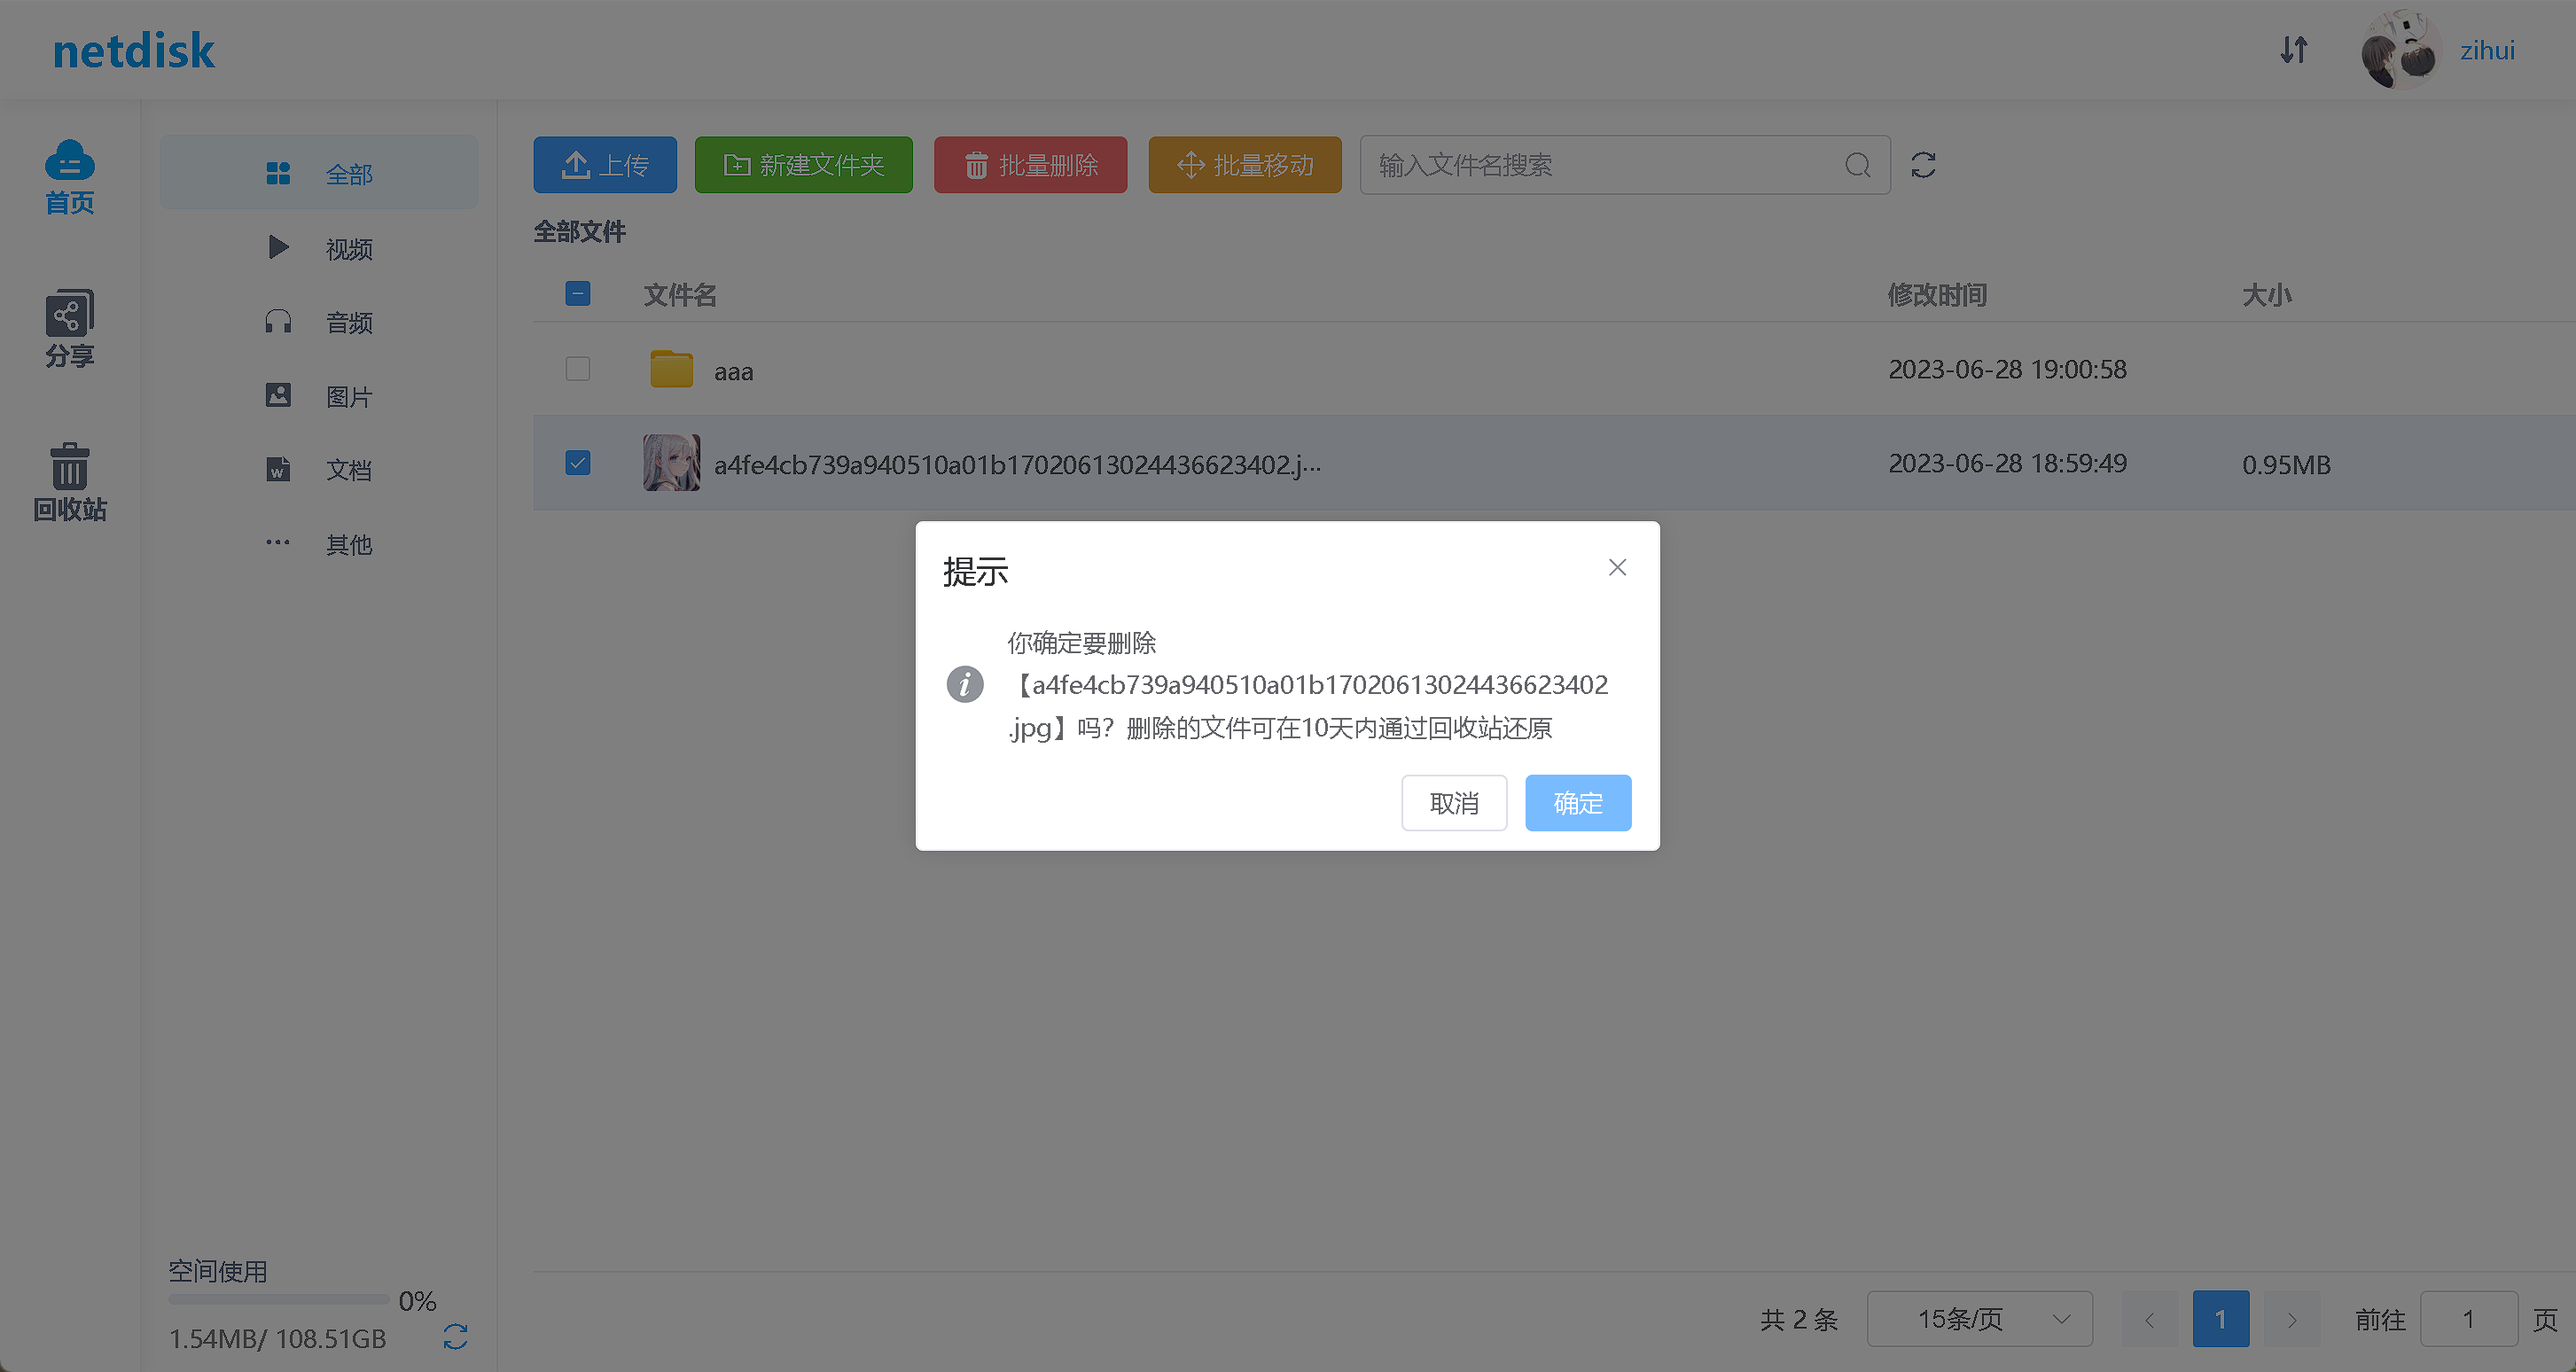 netdisk
zihui
首页
分享
回收站
全部
视频
音频
图片
文档
其他
空间使用
0%
1.54MB/ 108.51GB
上传 新建文件夹 批量删除 批量移动 输入文件名搜索
全部文件
文件名 修改时间 大小
aaa 2023-06-28 19:00:58
a4fe4cb739a940510a01b17020613024436623402.j… 2023-06-28 18:59:49 0.95MB
提示
你确定要删除
【a4fe4cb739a940510a01b17020613024436623402
.jpg】吗？删除的文件可在10天内通过回收站还原
取消 确定
共 2 条 15条/页 1 前往 1 页